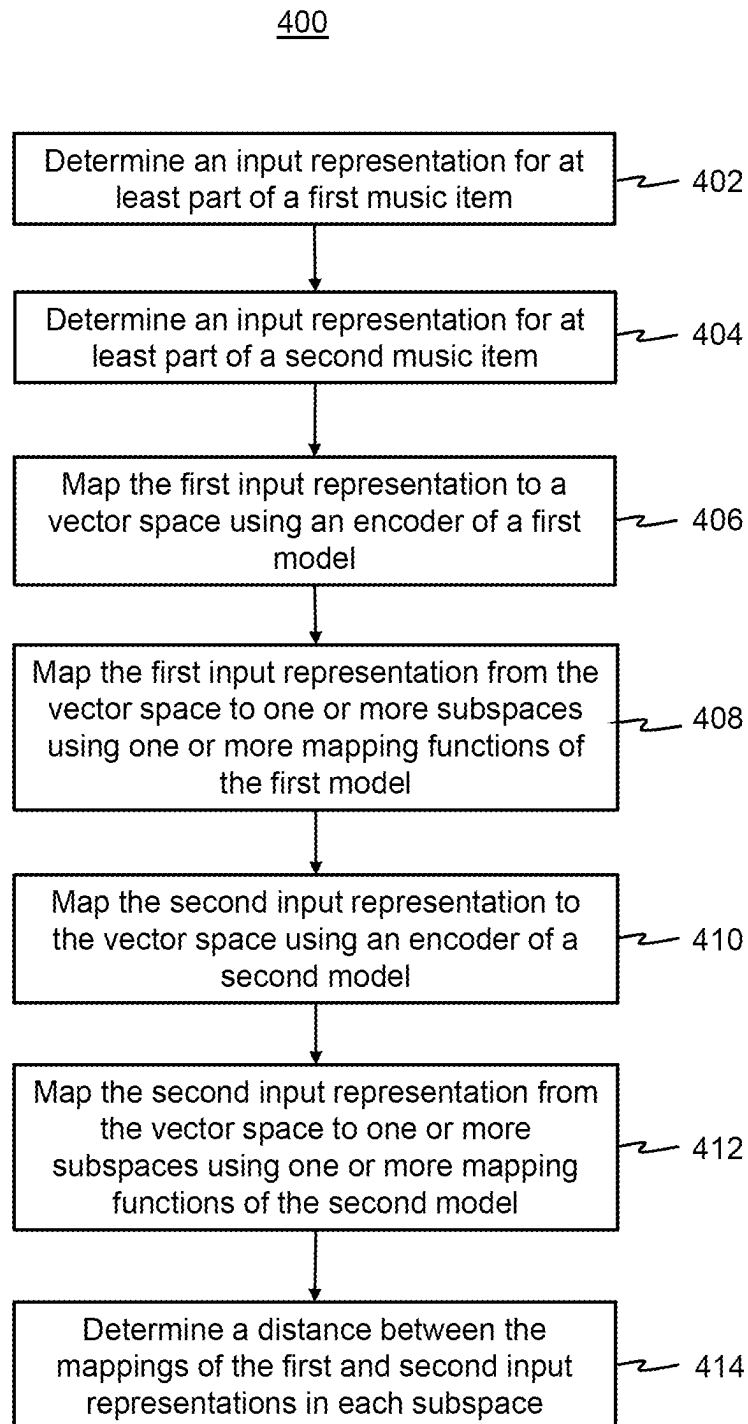 400
Determine an input representation for at
least part of a first music item
402
Determine an input representation for at
least part of a second music item
404
Map the first input representation to a
vector space using an encoder of a first
model
406
Map the first input representation from the
vector space to one or more subspaces
using one or more mapping functions of
the first model
408
Map the second input representation to
the vector space using an encoder of a
second model
410
Map the second input representation from
the vector space to one or more
subspaces using one or more mapping
functions of the second model
412
Determine a distance between the
mappings of the first and second input
representations in each subspace
414